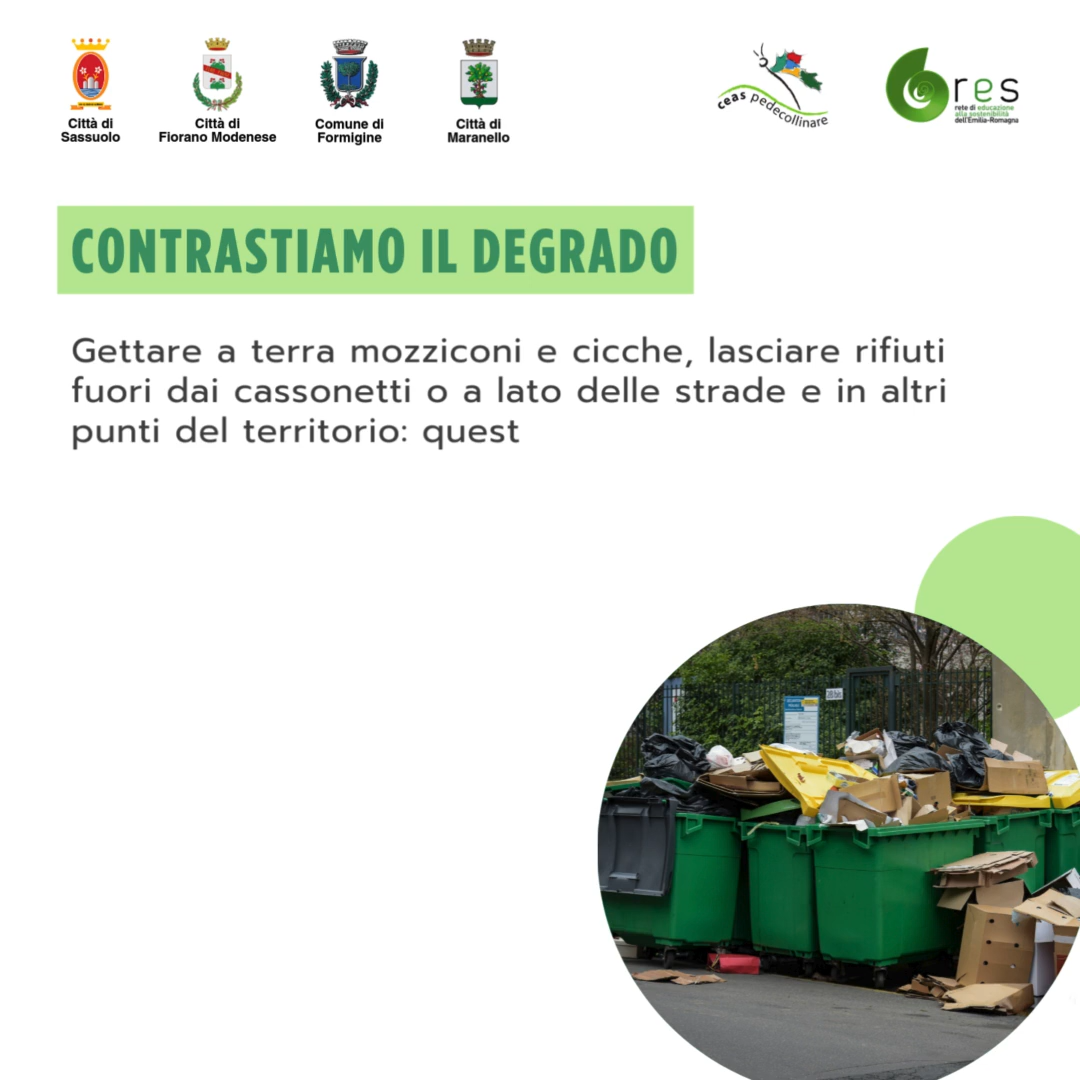 Città di
Sassuolo
Città di
Fiorano Modenese
Comune di
Formigine
Città di
Maranello
ceas pedecollinare
res
rete di educazione
alla sostenibilità
dell'Emilia-Romagna
CONTRASTIAMO IL DEGRADO
Gettare a terra mozziconi e cicche, lasciare rifiuti
fuori dai cassonetti o a lato delle strade e in altri
punti del territorio: quest